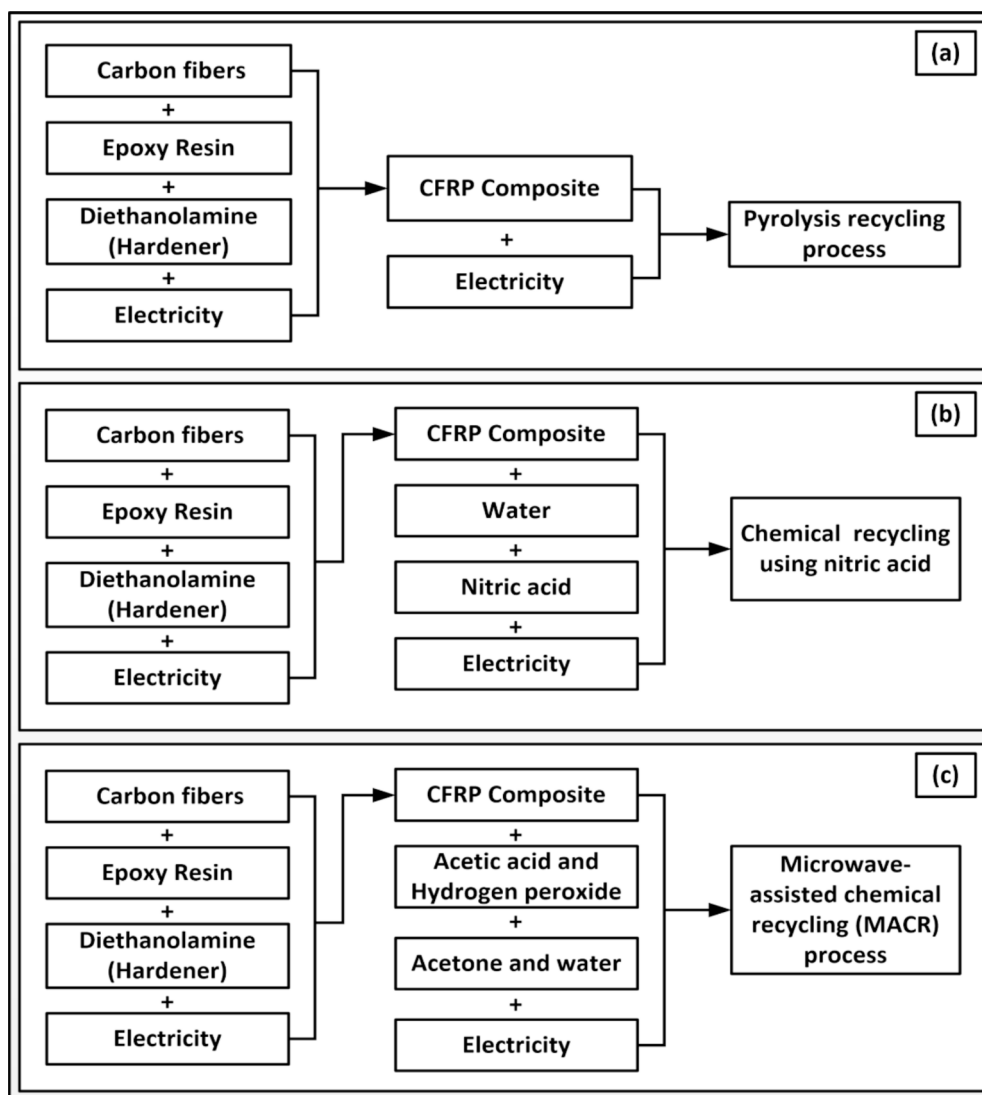 (a)
Carbon fibers
+
Epoxy Resin
+
Diethanolamine
(Hardener)
+
Electricity
CFRP Composite
+
Electricity
Pyrolysis recycling
process
(b)
Carbon fibers
+
Epoxy Resin
+
Diethanolamine
(Hardener)
+
Electricity
CFRP Composite
+
Water
+
Nitric acid
+
Electricity
Chemical recycling
using nitric acid
(c)
Carbon fibers
+
Epoxy Resin
+
Diethanolamine
(Hardener)
+
Electricity
CFRP Composite
+
Acetic acid and
Hydrogen peroxide
+
Acetone and water
+
Electricity
Microwave-
assisted chemical
recycling (MACR)
process